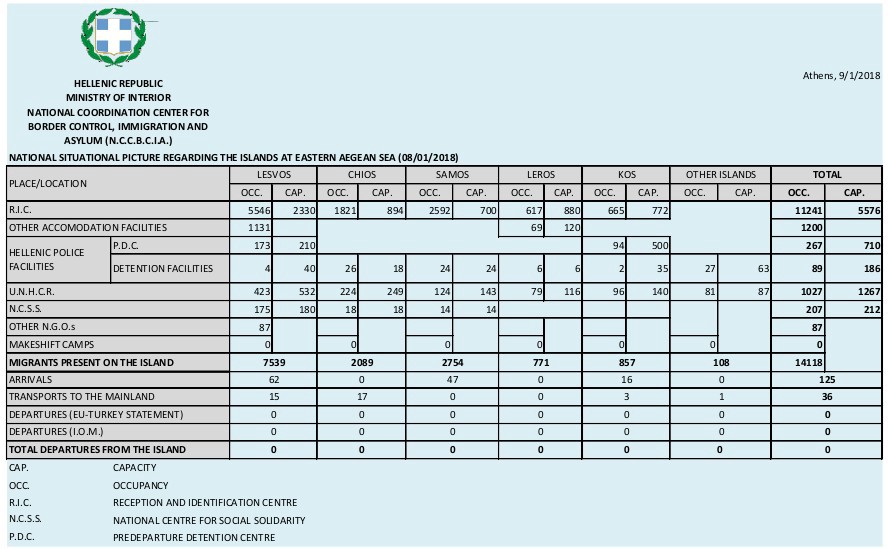 Athens, 9/1/2018
HELLENIC REPUBLIC
MINISTRY OF INTERIOR
NATIONAL COORDINATION CENTER FOR
BORDER CONTROL, IMMIGRATION AND
ASYLUM (N.C.C.B.C.I.A.)
NATIONAL SITUATIONAL PICTURE REGARDING THE ISLANDS AT EASTERN AEGEAN SEA (08/01/2018)
PLACE/LOCATION LESVOS CHIOS SAMOS LEROS KOS OTHER ISLANDS TOTAL
OCC. CAP. OCC. CAP. OCC. CAP. OCC. CAP. OCC. CAP. OCC. CAP. OCC. CAP.
R.I.C. 5546 2330 1821 894 2592 700 617 880 665 772 11241 5576
OTHER ACCOMODATION FACILITIES 1131 69 120 1200
HELLENIC POLICE FACILITIES P.D.C. 173 210 94 500 267 710
DETENTION FACILITIES 4 40 26 18 24 24 6 6 2 35 27 63 89 186
U.N.H.C.R. 423 532 224 249 124 143 79 116 96 140 81 87 1027 1267
N.C.S.S. 175 180 18 18 14 14 207 212
OTHER N.G.O.s 87 87
MAKESHIFT CAMPS 0 0 0 0 0 0 0
MIGRANTS PRESENT ON THE ISLAND 7539 2089 2754 771 857 108 14118
ARRIVALS 62 0 47 0 16 0 125
TRANSPORTS TO THE MAINLAND 15 17 0 0 3 1 36
DEPARTURES (EU-TURKEY STATEMENT) 0 0 0 0 0 0 0
DEPARTURES (I.O.M.) 0 0 0 0 0 0 0
TOTAL DEPARTURES FROM THE ISLAND 0 0 0 0 0 0 0
CAP. CAPACITY
OCC. OCCUPANCY
R.I.C. RECEPTION AND IDENTIFICATION CENTRE
N.C.S.S. NATIONAL CENTRE FOR SOCIAL SOLIDARITY
P.D.C. PREDEPARTURE DETENTION CENTRE